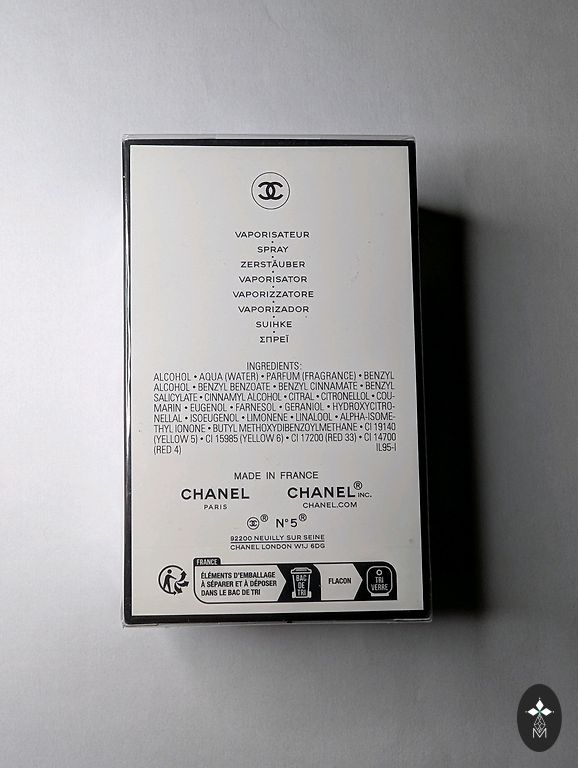 VAPORISATEUR
SPRAY
ZERSTÄUBER
VAPORISATOR
VAPORIZZATORE
VAPORIZADOR
SUIHKE
ΣΠΡΕΪ
INGREDIENTS:
ALCOHOL • AQUA (WATER) • PARFUM (FRAGRANCE) • BENZYL
ALCOHOL • BENZYL BENZOATE • BENZYL CINNAMATE • BENZYL
SALICYLATE • CINNAMYL ALCOHOL • CITRAL • CITRONELLOL • COU-
MARIN • EUGENOL • FARNESOL • GERANIOL • HYDROXYCITRO-
NELLAL • ISOEUGENOL • LIMONENE • LINALOOL • ALPHA-ISOME-
THYL IONONE • BUTYL METHOXYDIBENZOYLMETHANE • CI 19140
(YELLOW 5) • CI 15985 (YELLOW 6) • CI 17200 (RED 33) • CI 14700
(RED 4) IL95-I
MADE IN FRANCE
CHANEL CHANEL® INC.
PARIS CHANEL.COM
® N°5®
92200 NEUILLY SUR SEINE
CHANEL LONDON W1J 6DG
FRANCE
ÉLÉMENTS D'EMBALLAGE
À SÉPARER ET À DÉPOSER
DANS LE BAC DE TRI
BAC
DE
TRI
FLACON
TRI
VERRE
M